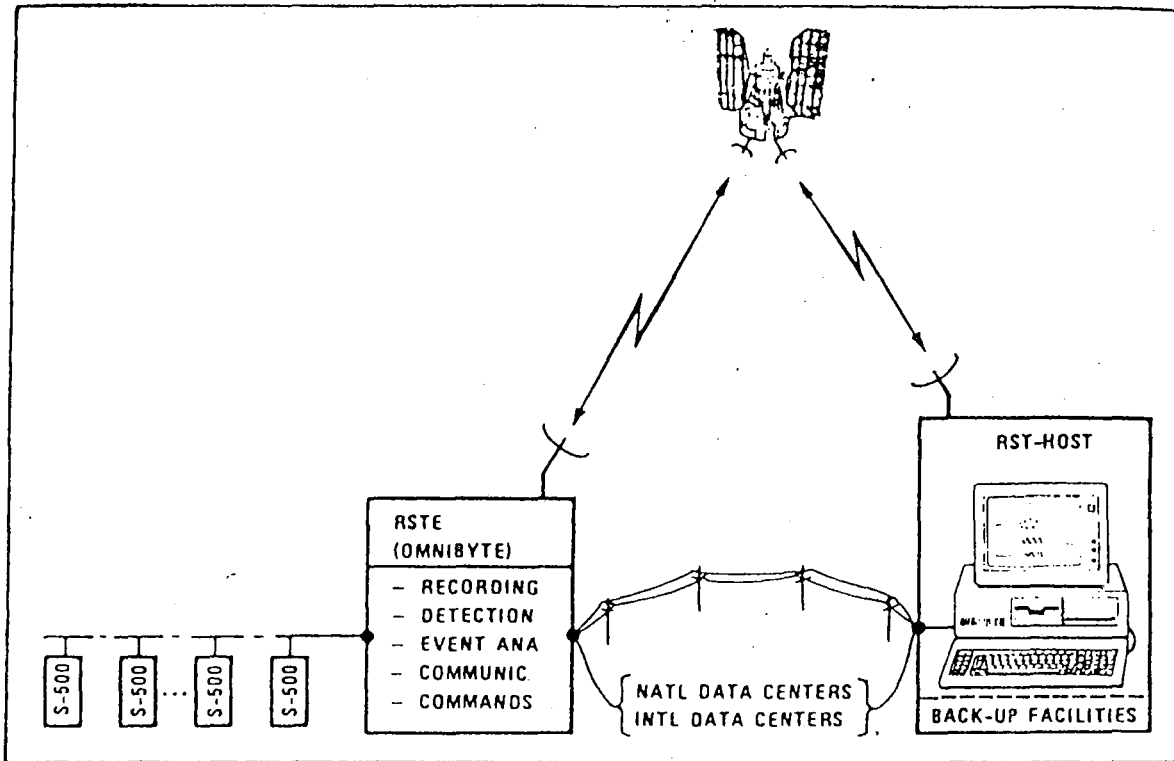 RST-HOST
RSTE
(OMNIBYTE)
- RECORDING
- DETECTION
- EVENT ANA
- COMMUNIC.
- COMMANDS
S-500
S-500
...
S-500
S-500
NATL DATA CENTERS
INTL DATA CENTERS
BACK-UP FACILITIES